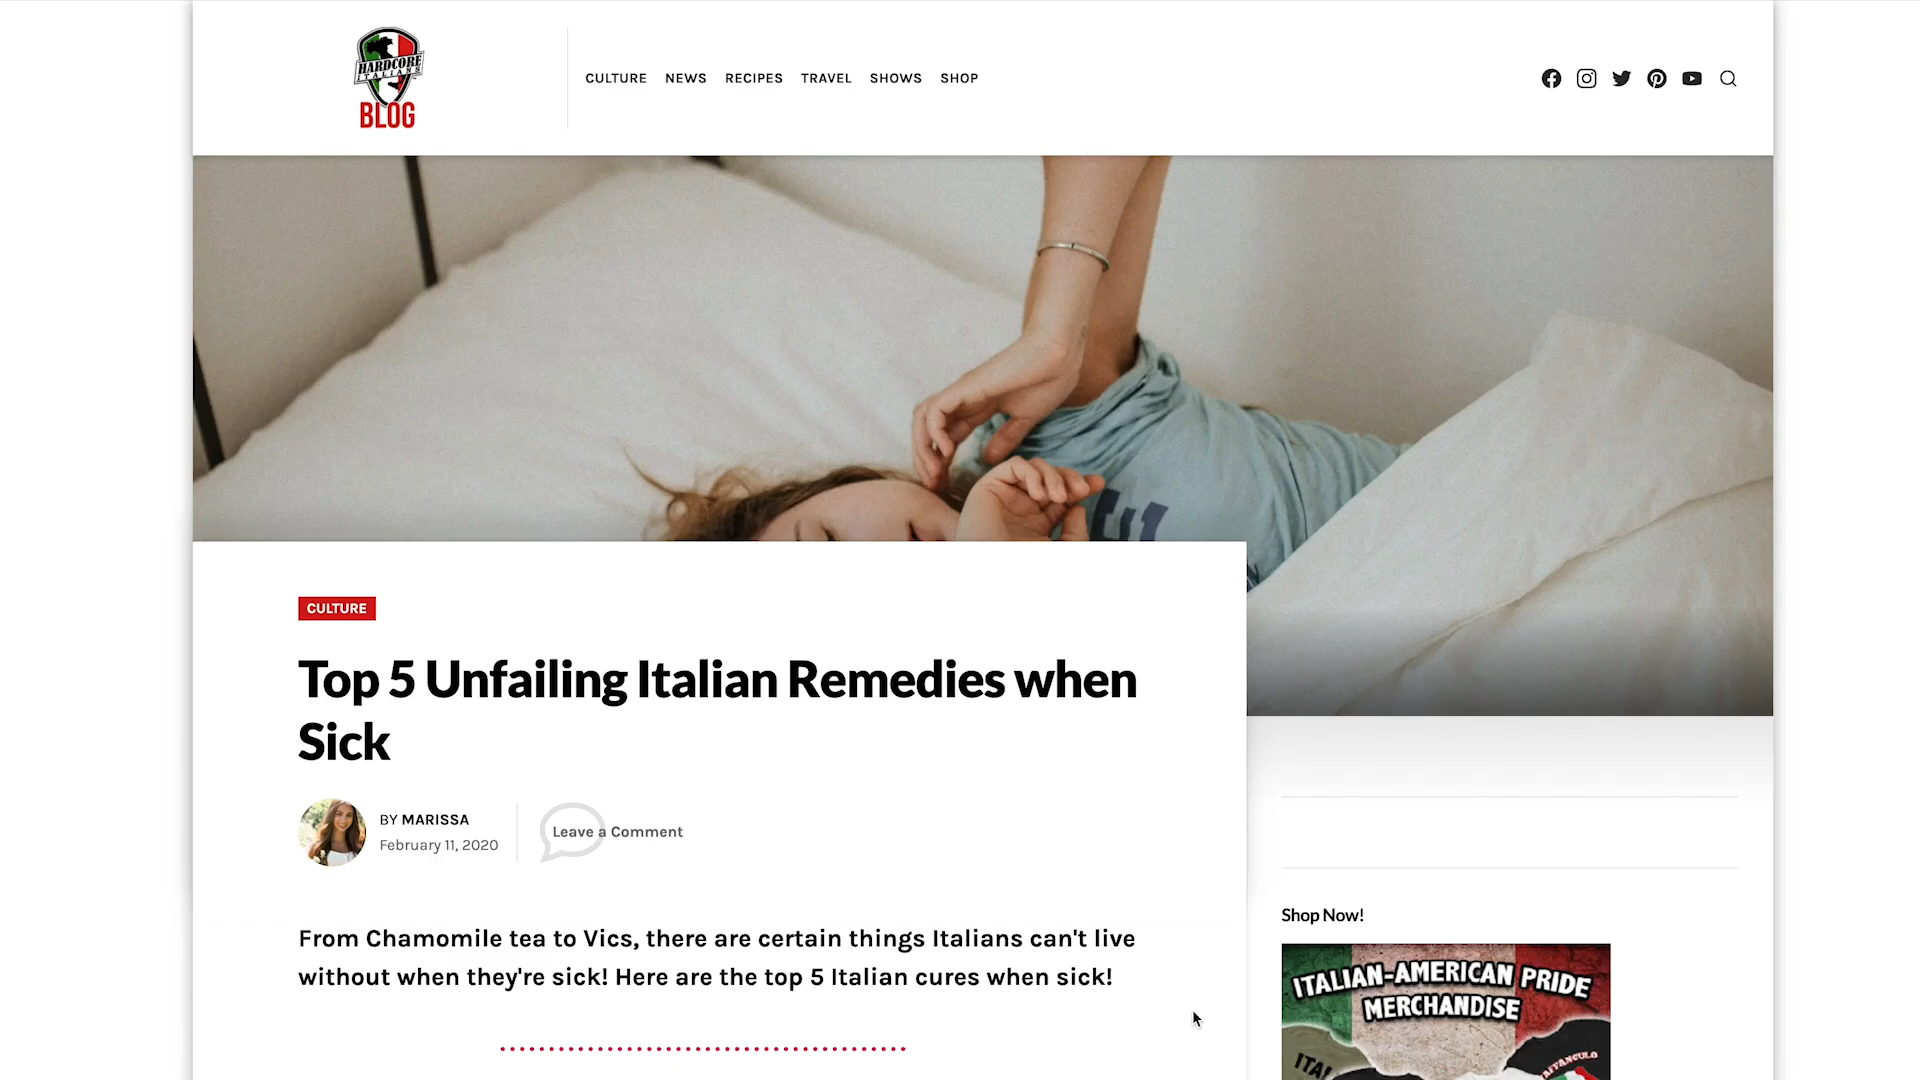 HARDCORE
ITALIANS
BLOG
CULTURE NEWS RECIPES TRAVEL SHOWS SHOP
CULTURE
Top 5 Unfailing Italian Remedies when
Sick
BY MARISSA
February 11, 2020
Leave a Comment
From Chamomile tea to Vics, there are certain things Italians can't live
without when they're sick! Here are the top 5 Italian cures when sick!
Shop Now!
ITALIAN-AMERICAN PRIDE
MERCHANDISE